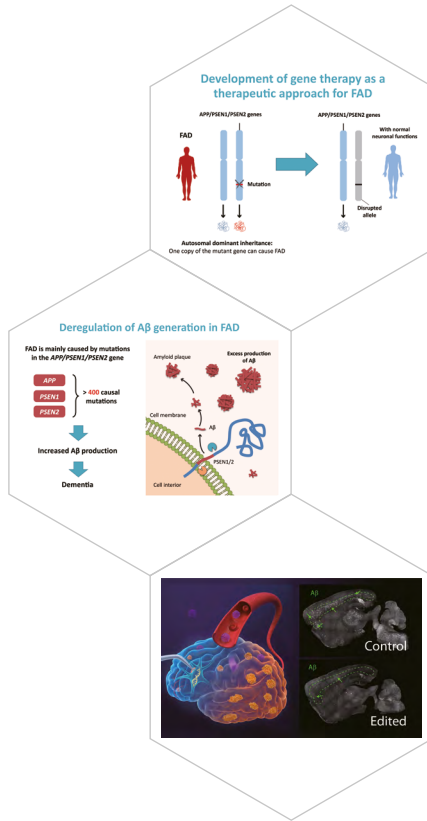 Development of gene therapy as a
therapeutic approach for FAD
APP/PSEN1/PSEN2 genes
APP/PSEN1/PSEN2 genes
FAD
With normal
neuronal functions
Mutation
Disrupted
allele
Autosomal dominant inheritance:
One copy of the mutant gene can cause FAD
Deregulation of Aβ generation in FAD
FAD is mainly caused by mutations
in the APP/PSEN1/PSEN2 gene
APP
PSEN1
PSEN2
> 400 causal
mutations
Increased Aβ production
Dementia
Excess production
of Aβ
Amyloid plaque
Cell membrane
Aβ
PSEN1/2
Cell interior
Aβ
Control
Aβ
Edited